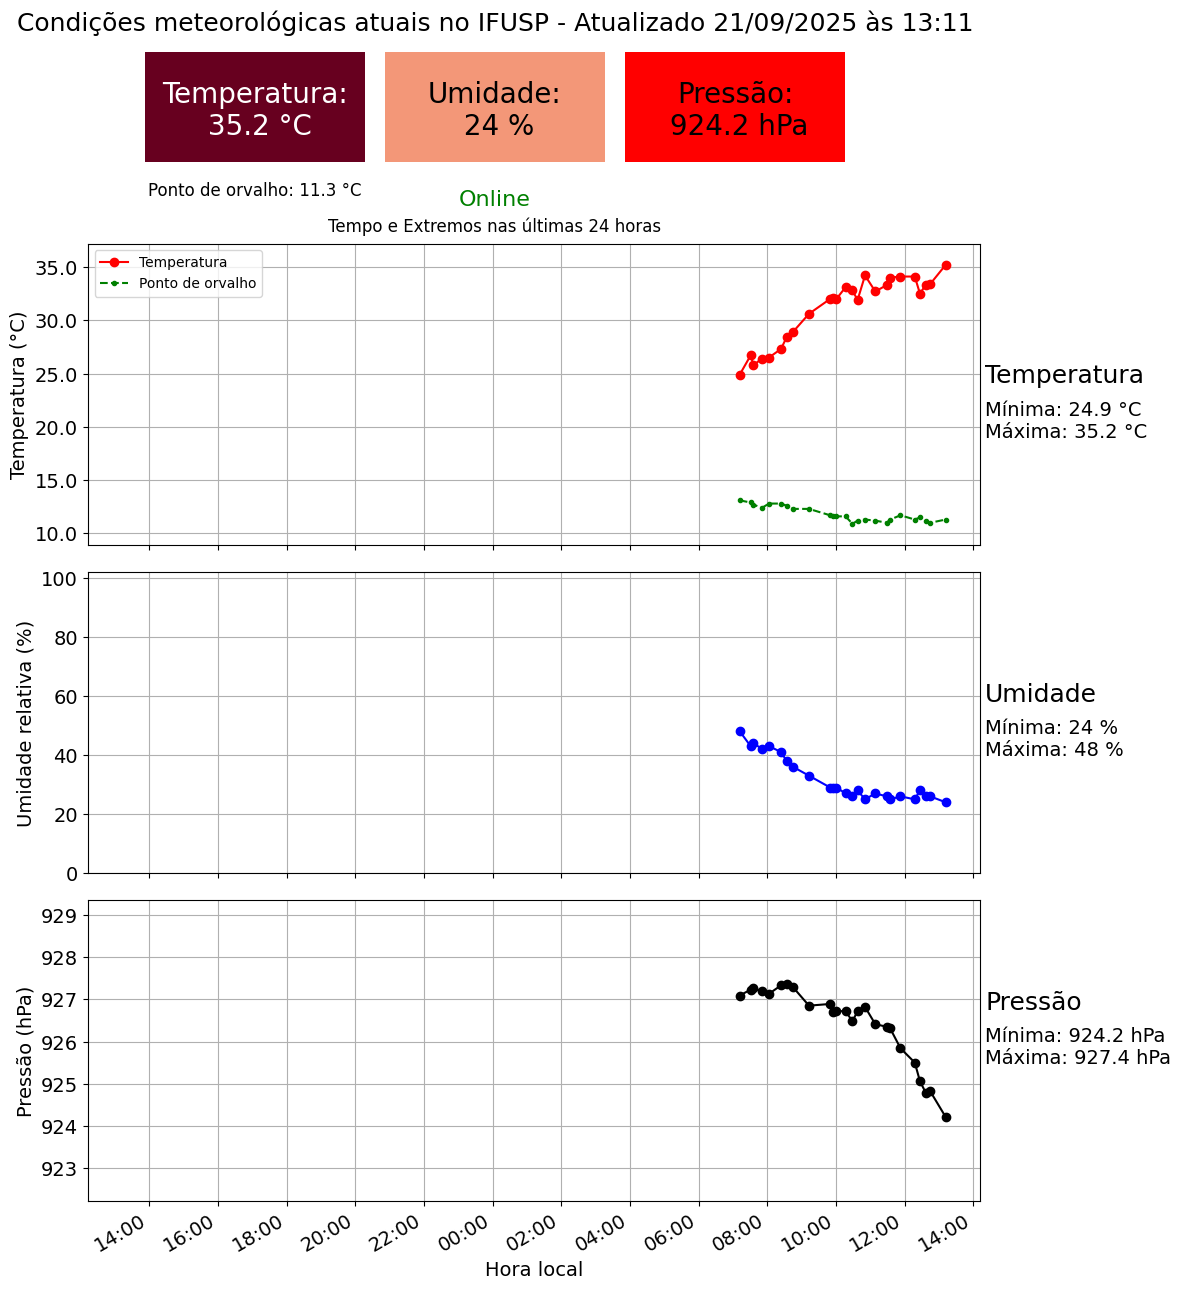 Condições meteorológicas atuais no IFUSP - Atualizado 21/09/2025 às 13:11
Temperatura:
35.2 °C
Umidade:
24 %
Pressão:
924.2 hPa
Ponto de orvalho: 11.3 °C
Online
Tempo e Extremos nas últimas 24 horas
Temperatura
Ponto de orvalho
Temperatura (°C)
35.0
30.0
25.0
20.0
15.0
10.0
Temperatura
Mínima: 24.9 °C
Máxima: 35.2 °C
Umidade relativa (%)
100
80
60
40
20
0
Umidade
Mínima: 24 %
Máxima: 48 %
Pressão (hPa)
929
928
927
926
925
924
923
Pressão
Mínima: 924.2 hPa
Máxima: 927.4 hPa
14:00
16:00
18:00
20:00
22:00
00:00
02:00
04:00
06:00
08:00
10:00
12:00
14:00
Hora local